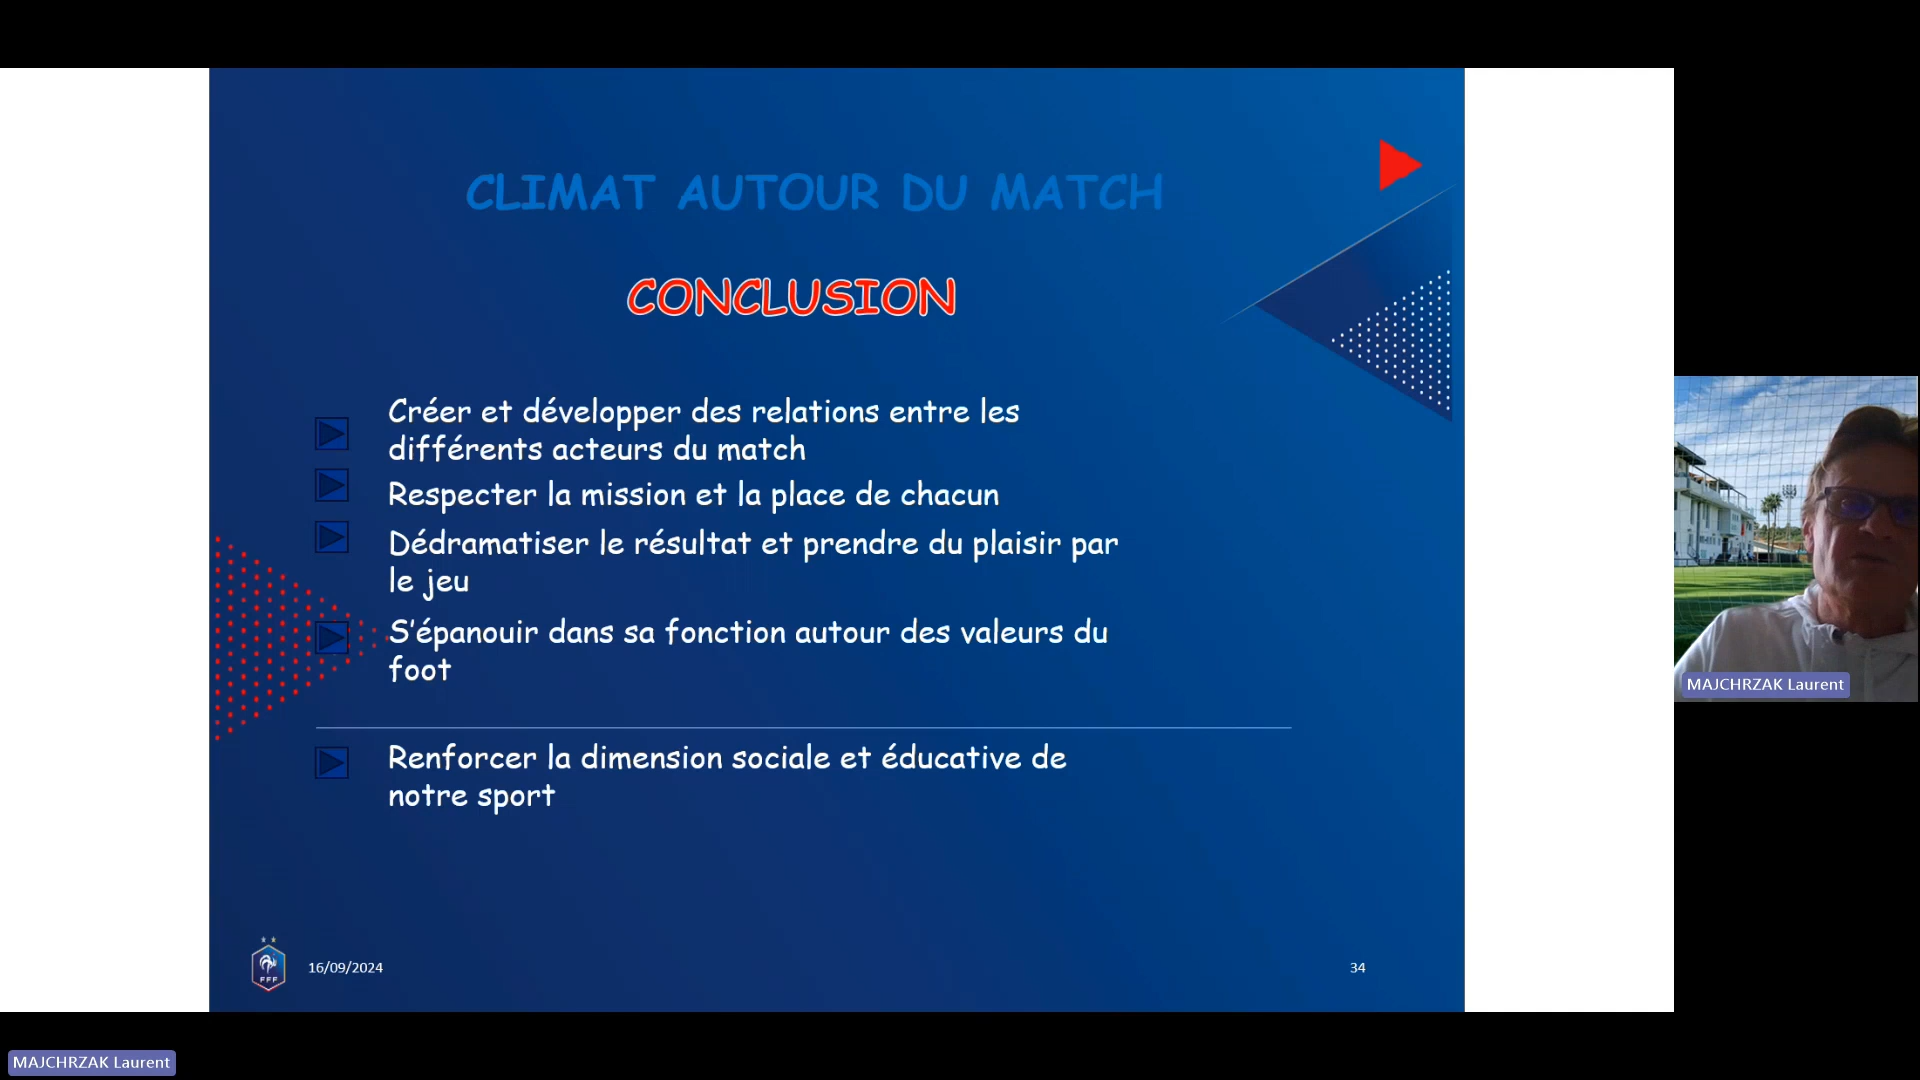 CLIMAT AUTOUR DU MATCH
CONCLUSION
Créer et développer des relations entre les
différents acteurs du match
Respecter la mission et la place de chacun
Dédramatiser le résultat et prendre du plaisir par
le jeu
S'épanouir dans sa fonction autour des valeurs du
foot
Renforcer la dimension sociale et éducative de
notre sport
FFF
16/09/2024
34
MAJCHRZAK Laurent
MAJCHRZAK Laurent